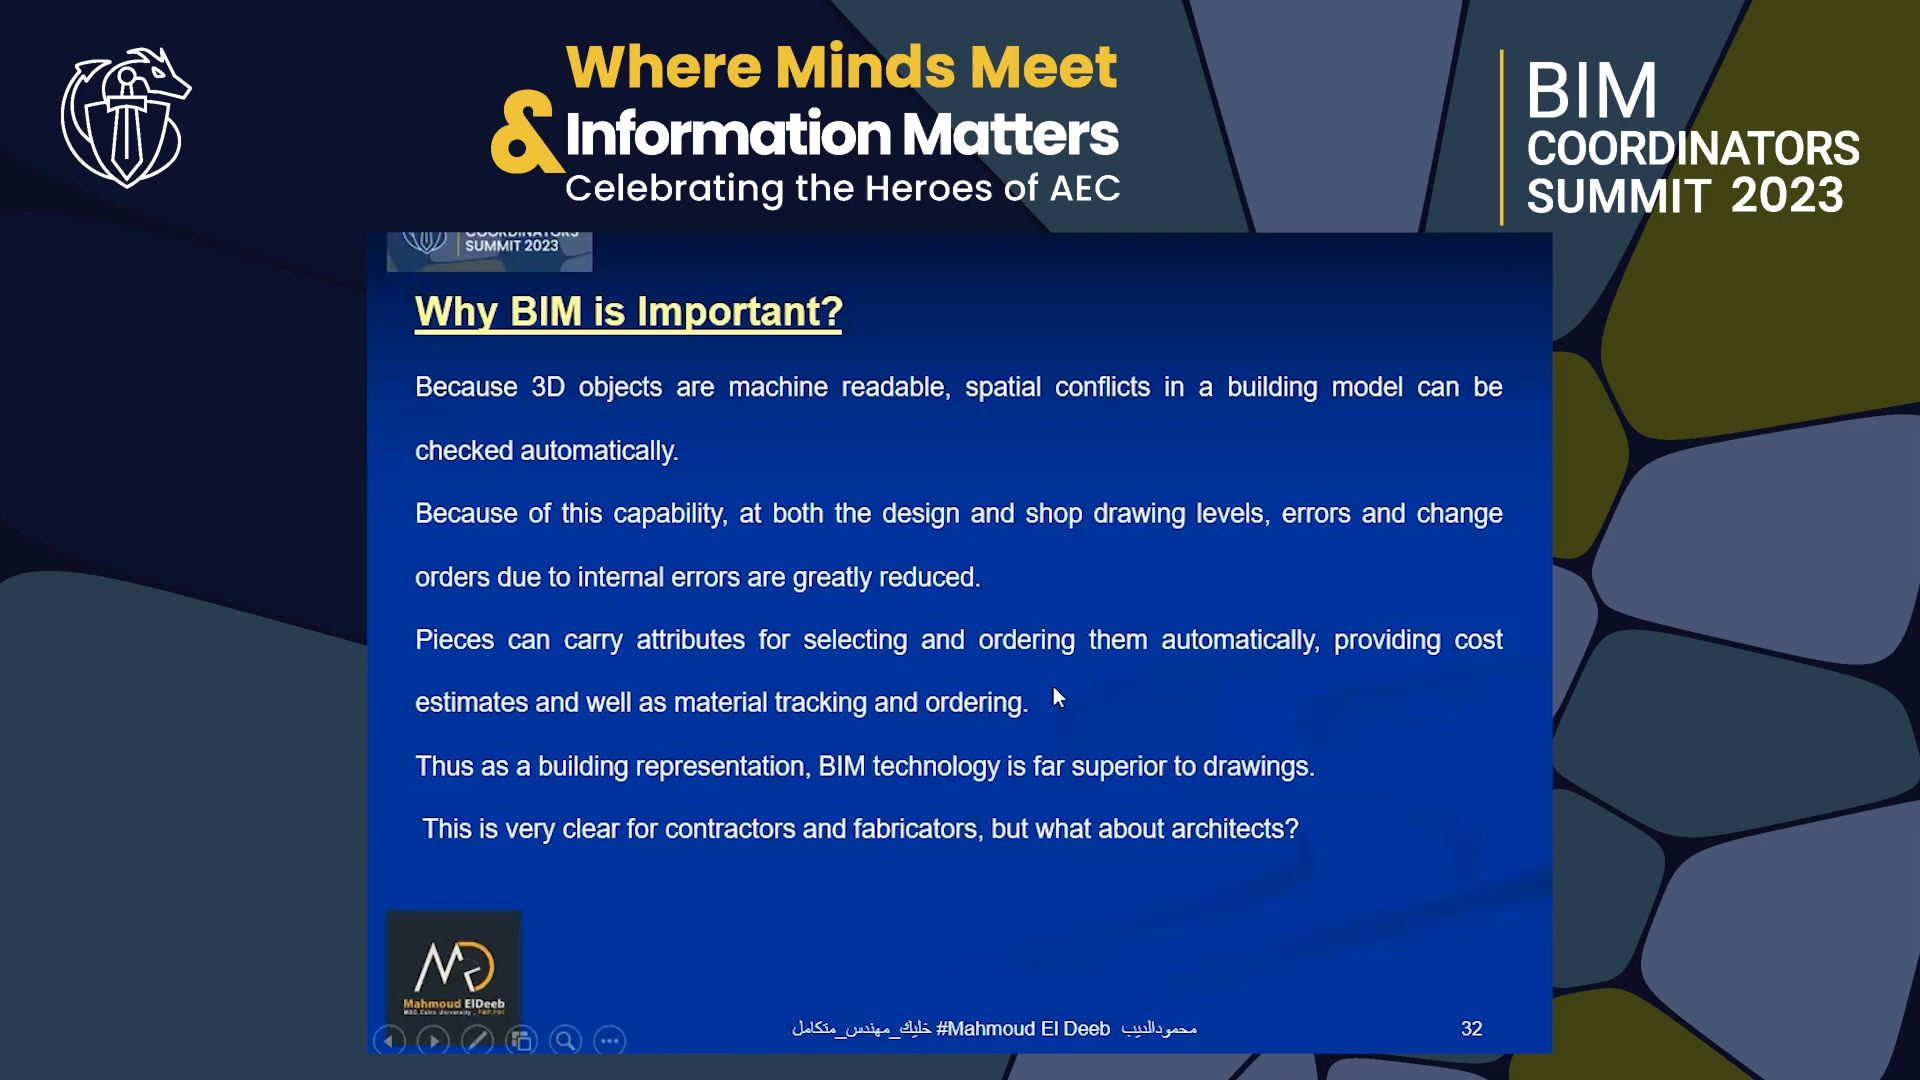 Where Minds Meet
& Information Matters
Celebrating the Heroes of AEC
BIM
COORDINATORS
SUMMIT 2023
COORDINATORS
SUMMIT 2023
Why BIM is Important?
Because 3D objects are machine readable, spatial conflicts in a building model can be
checked automatically.
Because of this capability, at both the design and shop drawing levels, errors and change
orders due to internal errors are greatly reduced.
Pieces can carry attributes for selecting and ordering them automatically, providing cost
estimates and well as material tracking and ordering.
Thus as a building representation, BIM technology is far superior to drawings.
This is very clear for contractors and fabricators, but what about architects?
Mahmoud ElDeeb
خليك_مهندس_متكامل #Mahmoud El Deeb محمودالديب
32